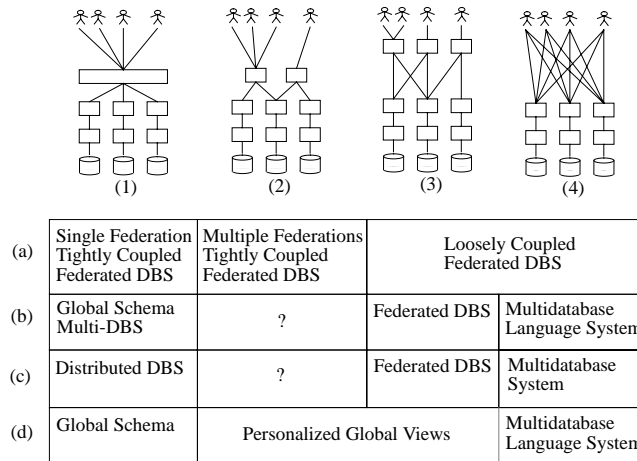 (1)
(2)
(3)
(4)
(a)
Single Federation
Tightly Coupled
Federated DBS
Multiple Federations
Tightly Coupled
Federated DBS
Loosely Coupled
Federated DBS
(b)
Global Schema
Multi-DBS
?
Federated DBS
Multidatabase
Language System
(c)
Distributed DBS
?
Federated DBS
Multidatabase
System
(d)
Global Schema
Personalized Global Views
Multidatabase
Language System